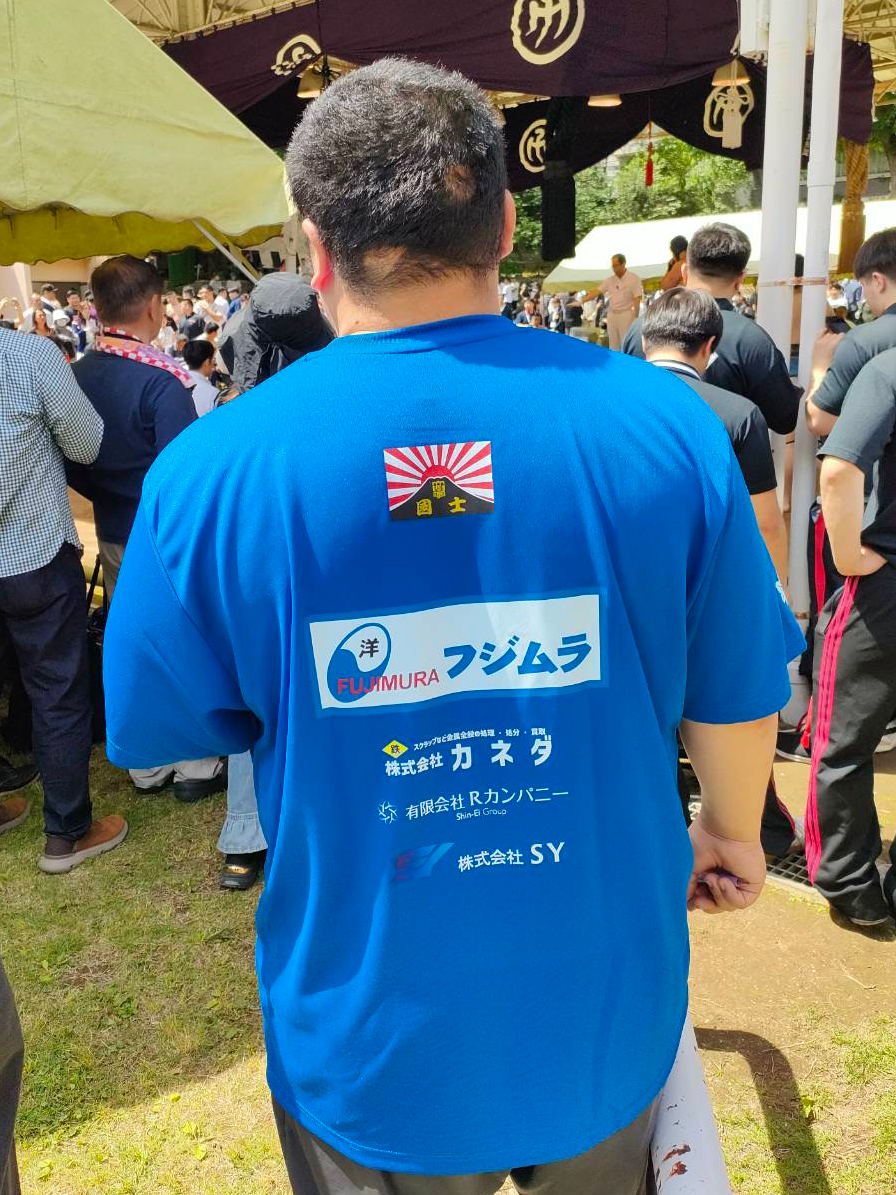 國士
洋
FUJIMURA フジムラ
鉄 スクラップなど金属全般の処理・処分・買取
株式会社 カネダ
有限会社 Rカンパニー
Shin-Ei Group
株式会社 SY